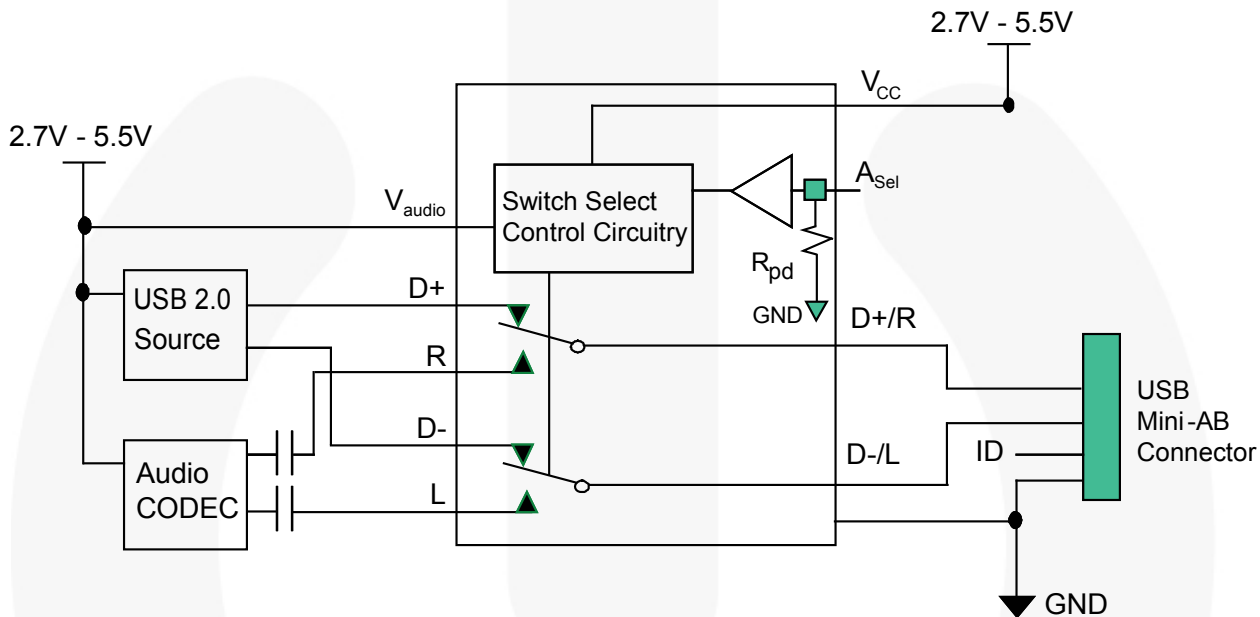 2.7V - 5.5V
2.7V - 5.5V
V_CC
A_Sel
V_audio
Switch Select
Control Circuitry
R_pd
GND
USB 2.0
Source
D+
R
D-
L
D+/R
D-/L
ID
USB
Mini-AB
Connector
Audio
CODEC
GND